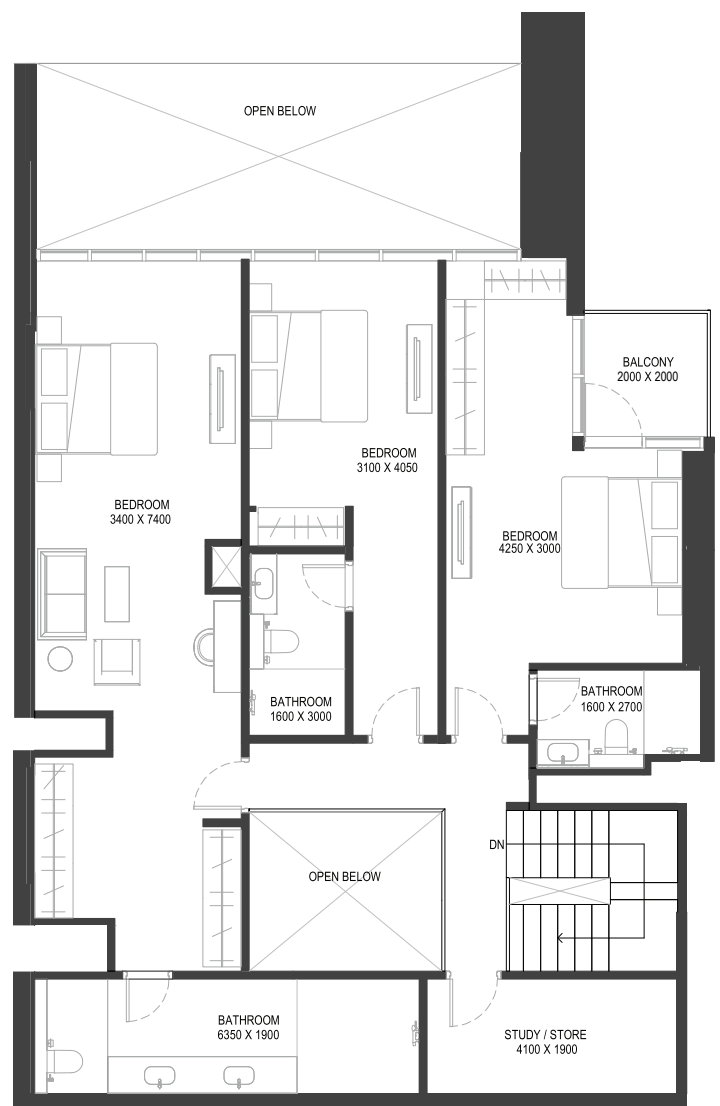 OPEN BELOW
BALCONY
2000 X 2000
BEDROOM
3100 X 4050
BEDROOM
3400 X 7400
BEDROOM
4250 X 3000
BATHROOM
1600 X 3000
BATHROOM
1600 X 2700
DN
OPEN BELOW
BATHROOM
6350 X 1900
STUDY / STORE
4100 X 1900